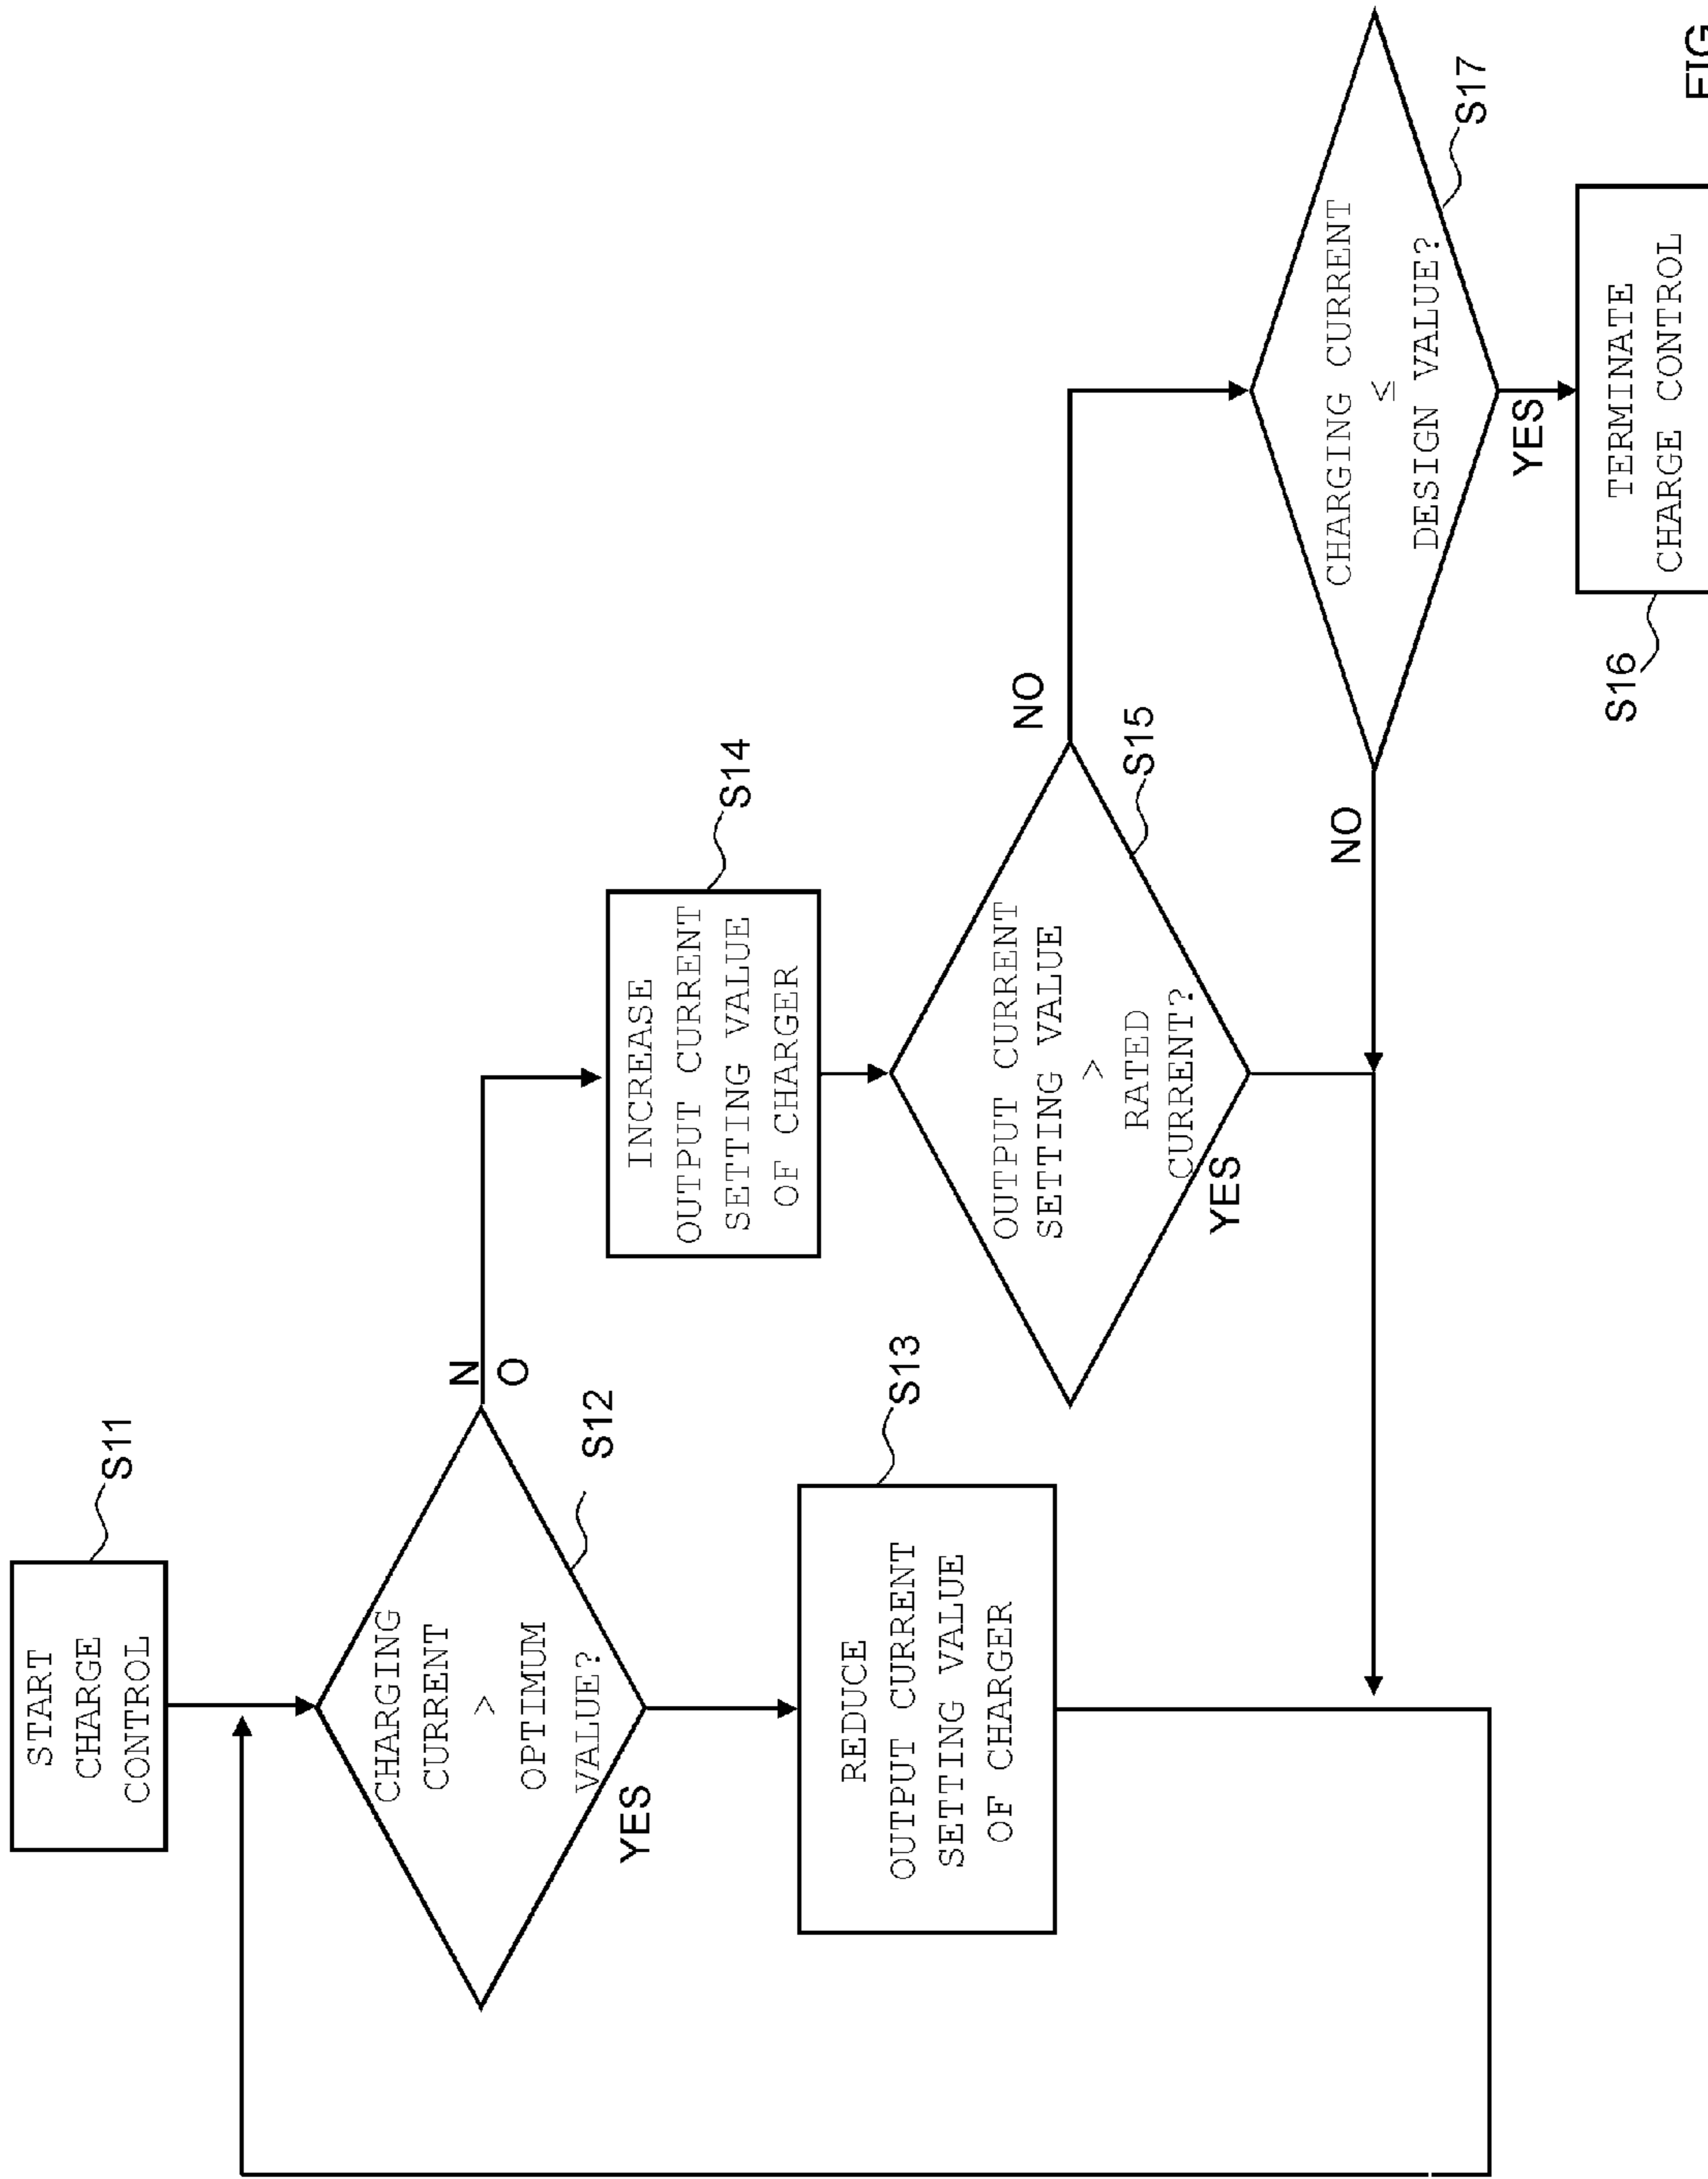 START
CHARGE
CONTROL
S11
CHARGING
CURRENT
>
OPTIMUM
VALUE?
S12
YES
N
O
REDUCE
OUTPUT CURRENT
SETTING VALUE
OF CHARGER
S13
INCREASE
OUTPUT CURRENT
SETTING VALUE
OF CHARGER
S14
OUTPUT CURRENT
SETTING VALUE
>
RATED
CURRENT?
S15
YES
NO
CHARGING CURRENT
≤
DESIGN VALUE?
S17
NO
YES
TERMINATE
CHARGE CONTROL
S16
FIG